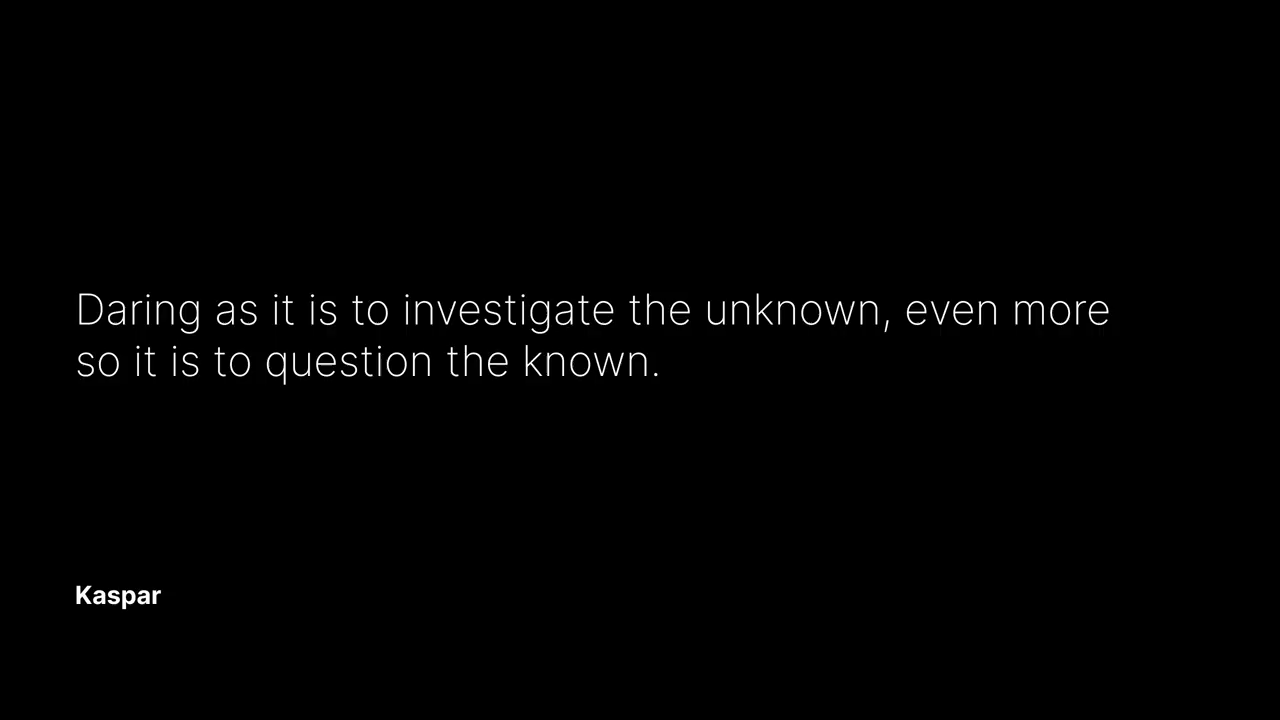 Daring as it is to investigate the unknown, even more
so it is to question the known.
Kaspar